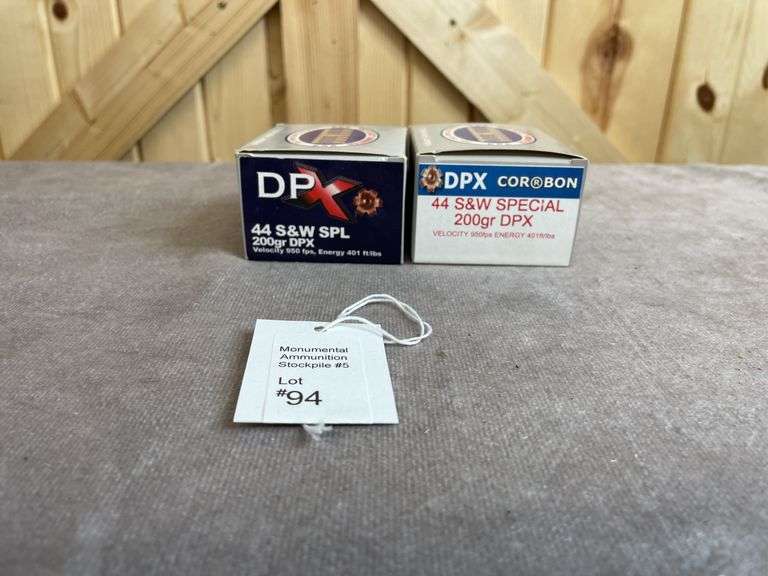 DPX
44 S&W SPL
200gr DPX
Velocity 950 fps, Energy 401 ft/lbs
DPX COR®BON
44 S&W SPECIAL
200gr DPX
VELOCITY 950fps ENERGY 401ft/lbs
Monumental
Ammunition
Stockpile #5
Lot
#94